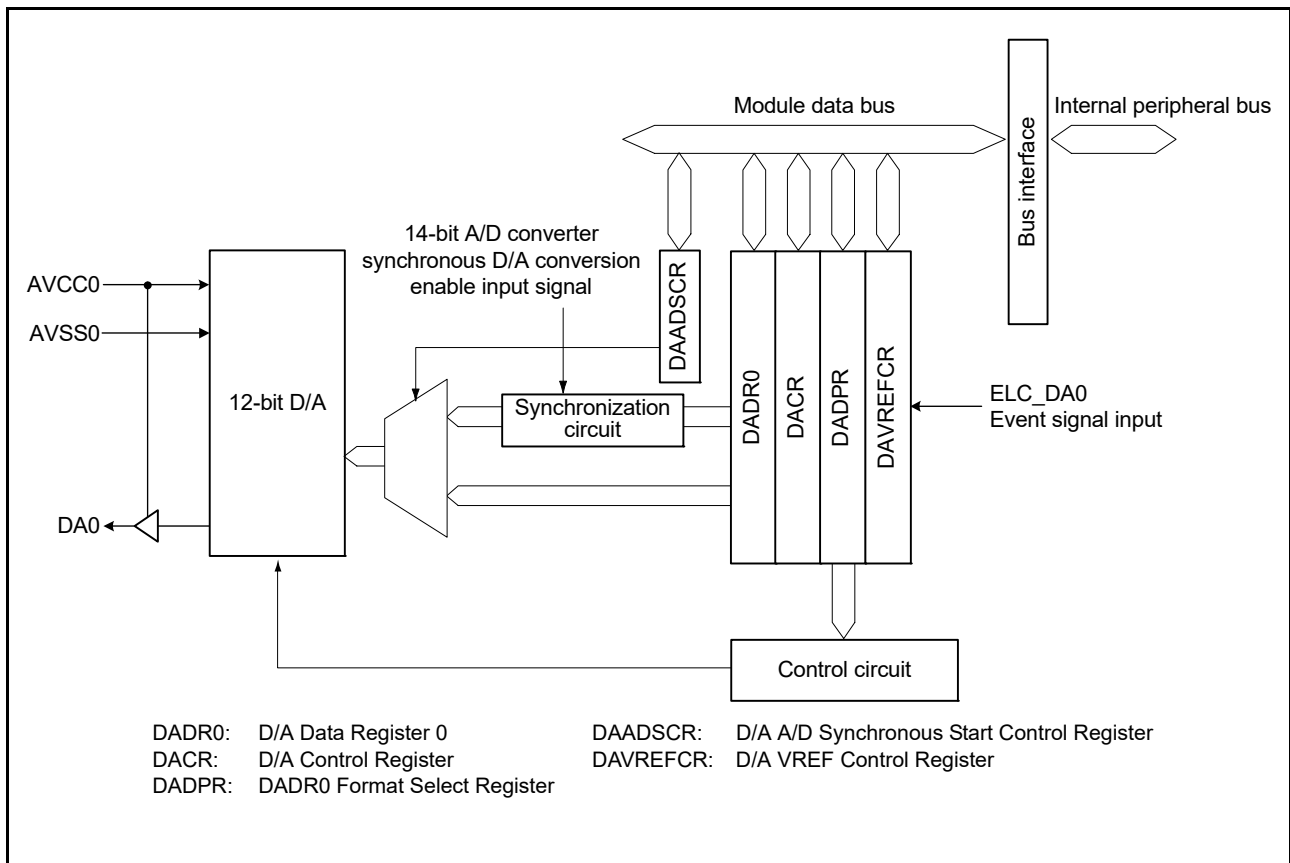 Module data bus
Internal peripheral bus
Bus interface
14-bit A/D converter
synchronous D/A conversion
enable input signal
DAADSCR
AVCC0
AVSS0
12-bit D/A
Synchronization
circuit
DADR0
DACR
DADPR
DAVREFCR
ELC_DA0
Event signal input
DA0
Control circuit
DADR0: D/A Data Register 0
DAADSCR: D/A A/D Synchronous Start Control Register
DACR: D/A Control Register
DAVREFCR: D/A VREF Control Register
DADPR: DADR0 Format Select Register